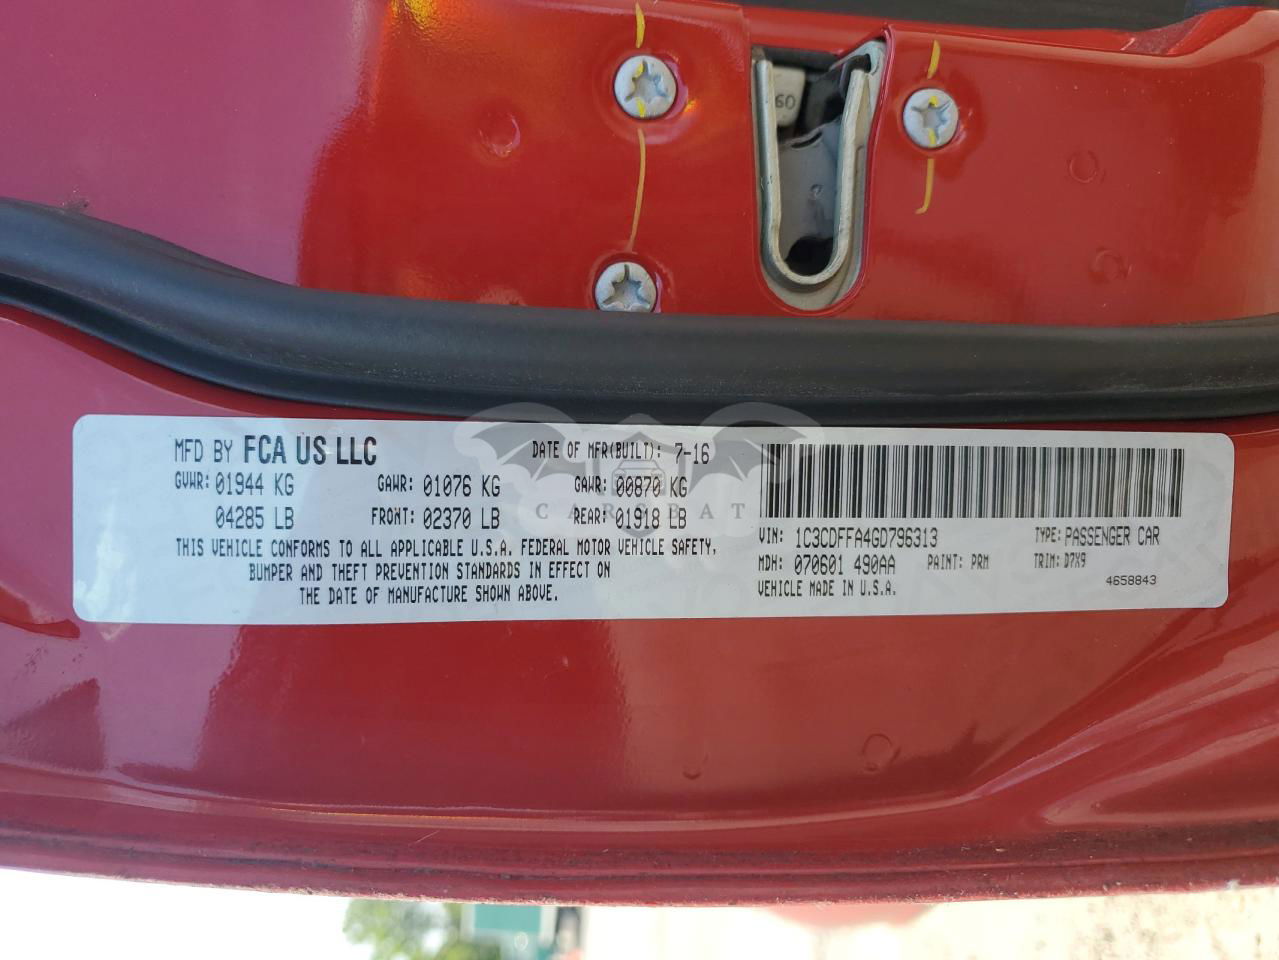 60
MFD BY FCA US LLC DATE OF MFR(BUILT): 7-16
GVWR: 01944 KG GAWR: 01076 KG GAWR: 00870 KG
04285 LB FRONT: 02370 LB REAR: 01918 LB
CAROBAT
THIS VEHICLE CONFORMS TO ALL APPLICABLE U.S.A. FEDERAL MOTOR VEHICLE SAFETY,
BUMPER AND THEFT PREVENTION STANDARDS IN EFFECT ON
THE DATE OF MANUFACTURE SHOWN ABOVE.
VIN: 1C3CDFFA4GD796313 TYPE: PASSENGER CAR
MDH: 070601 490AA PAINT: PRM TRIM: D7X9
VEHICLE MADE IN U.S.A. 4658843